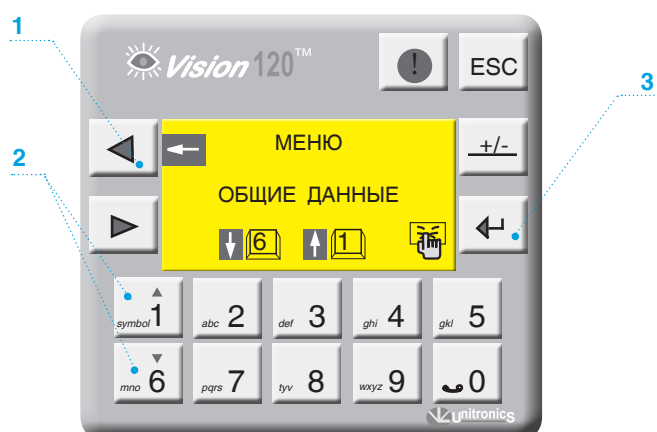 1
Vision 120™
!
ESC
3
МЕНЮ
+/-
2
ОБЩИЕ ДАННЫЕ
6 1
symbol 1
abc 2
def 3
ghi 4
gkl 5
mno 6
pqrs 7
tyv 8
wxyz 9
0
unitronics